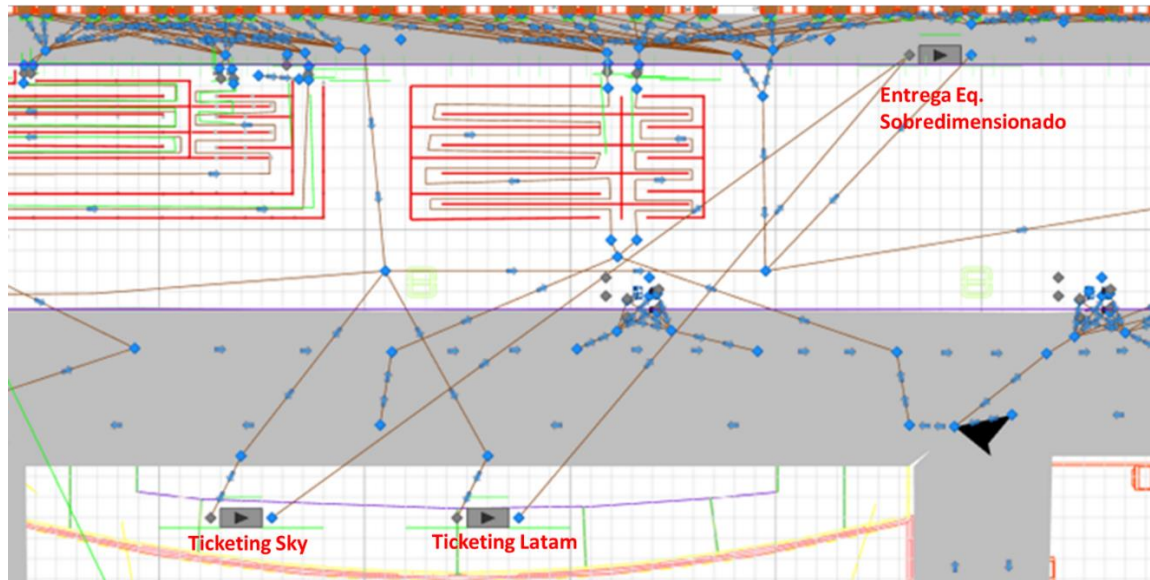 Entrega Eq.
Sobredimensionado
Ticketing Sky
Ticketing Latam